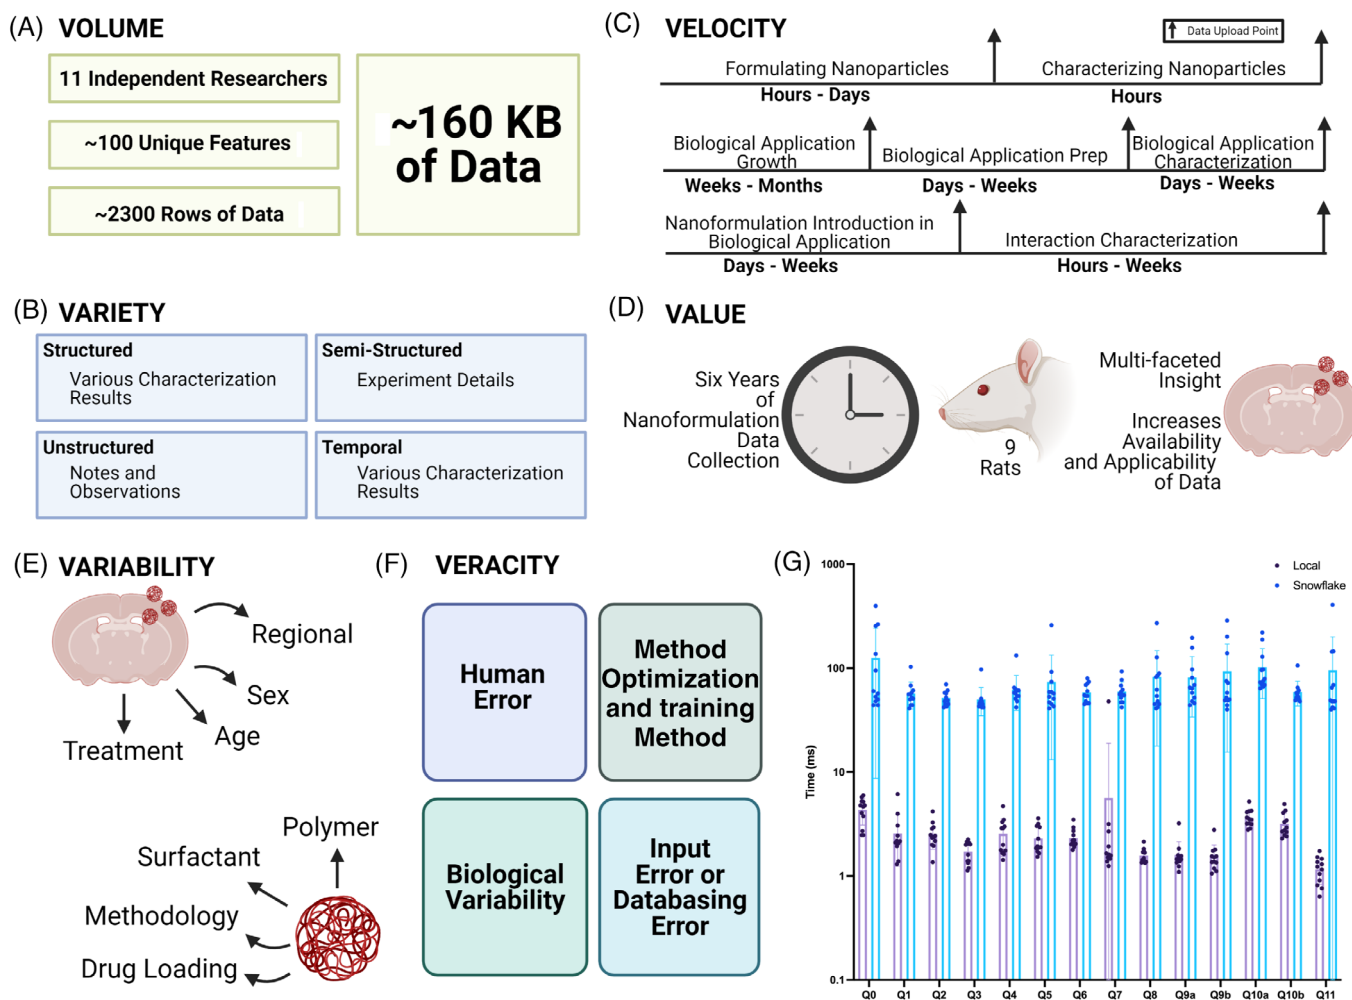 (A) VOLUME
11 Independent Researchers
~100 Unique Features
~2300 Rows of Data
~160 KB
of Data
(B) VARIETY
Structured
Various Characterization
Results
Semi-Structured
Experiment Details
Unstructured
Notes and
Observations
Temporal
Various Characterization
Results
(C) VELOCITY
Data Upload Point
Formulating Nanoparticles
Hours - Days
Characterizing Nanoparticles
Hours
Biological Application
Growth
Weeks - Months
Biological Application Prep
Days - Weeks
Biological Application
Characterization
Days - Weeks
Nanoformulation Introduction in
Biological Application
Days - Weeks
Interaction Characterization
Hours - Weeks
(D) VALUE
Six Years
of
Nanoformulation
Data
Collection
9
Rats
Multi-faceted
Insight
Increases
Availability
and Applicability
of Data
(E) VARIABILITY
Regional
Sex
Age
Treatment
Polymer
Surfactant
Methodology
Drug Loading
(F) VERACITY
Human
Error
Method
Optimization
and training
Method
Biological
Variability
Input
Error or
Databasing
Error
(G)
Local
Snowflake
Time (ms)
1000
100
10
1
0.1
Q0 Q1 Q2 Q3 Q4 Q5 Q6 Q7 Q8 Q9a Q9b Q10a Q10b Q11